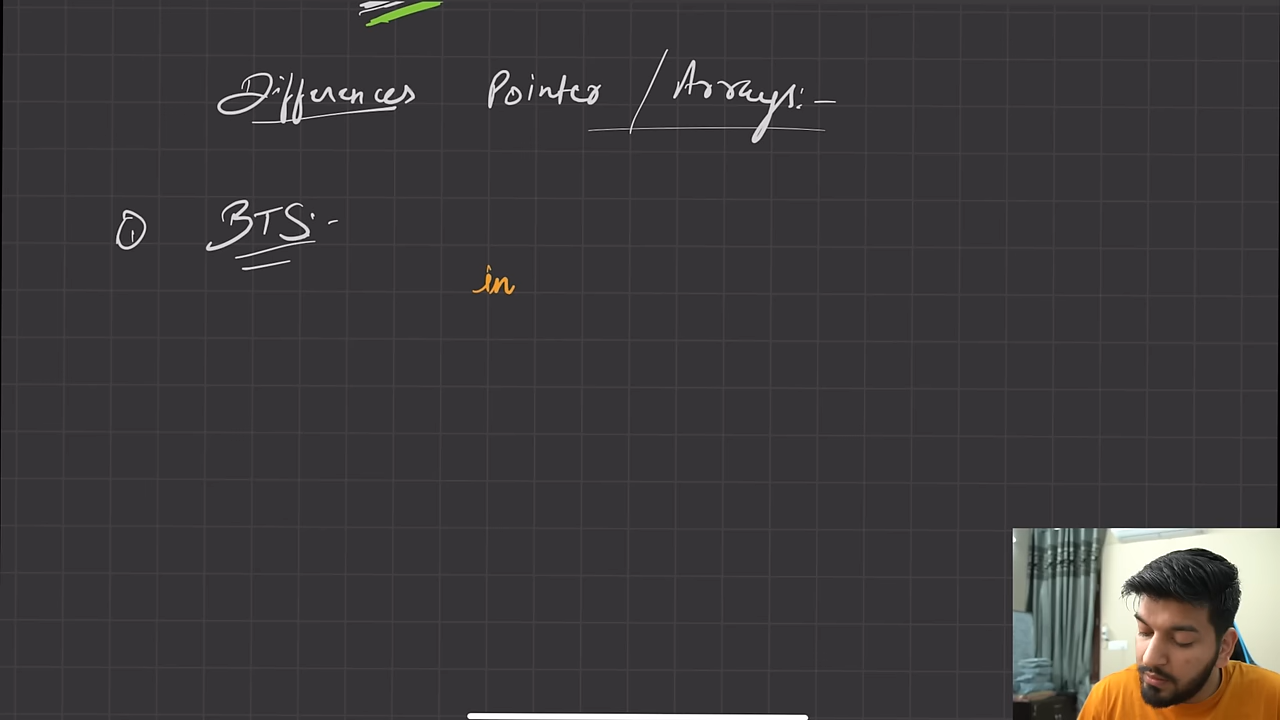 Differences Pointer / Arrays:-
① BTS:-
in